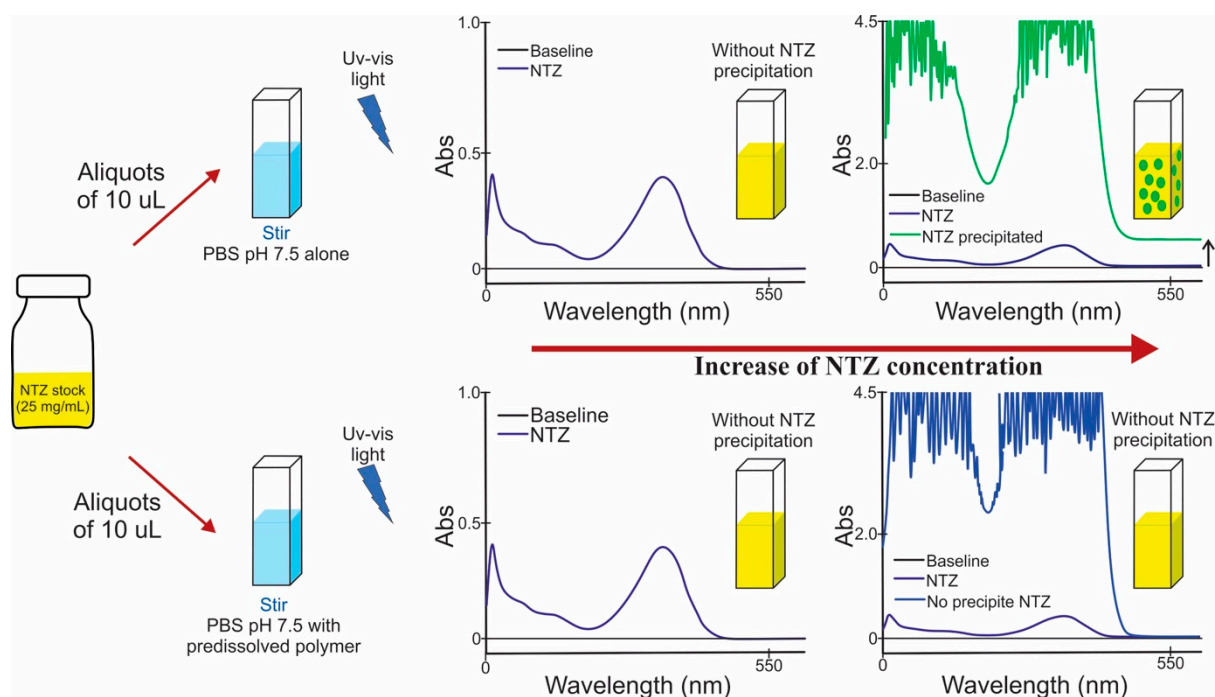 Uv-vis
light
Aliquots
of 10 uL
Stir
PBS pH 7.5 alone
1.0
0.5
0
Abs
Baseline
NTZ
Without NTZ
precipitation
0
550
Wavelength (nm)
4.5
2.0
0
Abs
Baseline
NTZ
NTZ precipitated
0
550
Wavelength (nm)
NTZ stock
(25 mg/mL)
Increase of NTZ concentration
Aliquots
of 10 uL
Uv-vis
light
Stir
PBS pH 7.5 with
predissolved polymer
1.0
0.5
0
Abs
Baseline
NTZ
Without NTZ
precipitation
0
550
Wavelength (nm)
4.5
2.0
0
Abs
Baseline
NTZ
No precipite NTZ
Without NTZ
precipitation
0
550
Wavelength (nm)